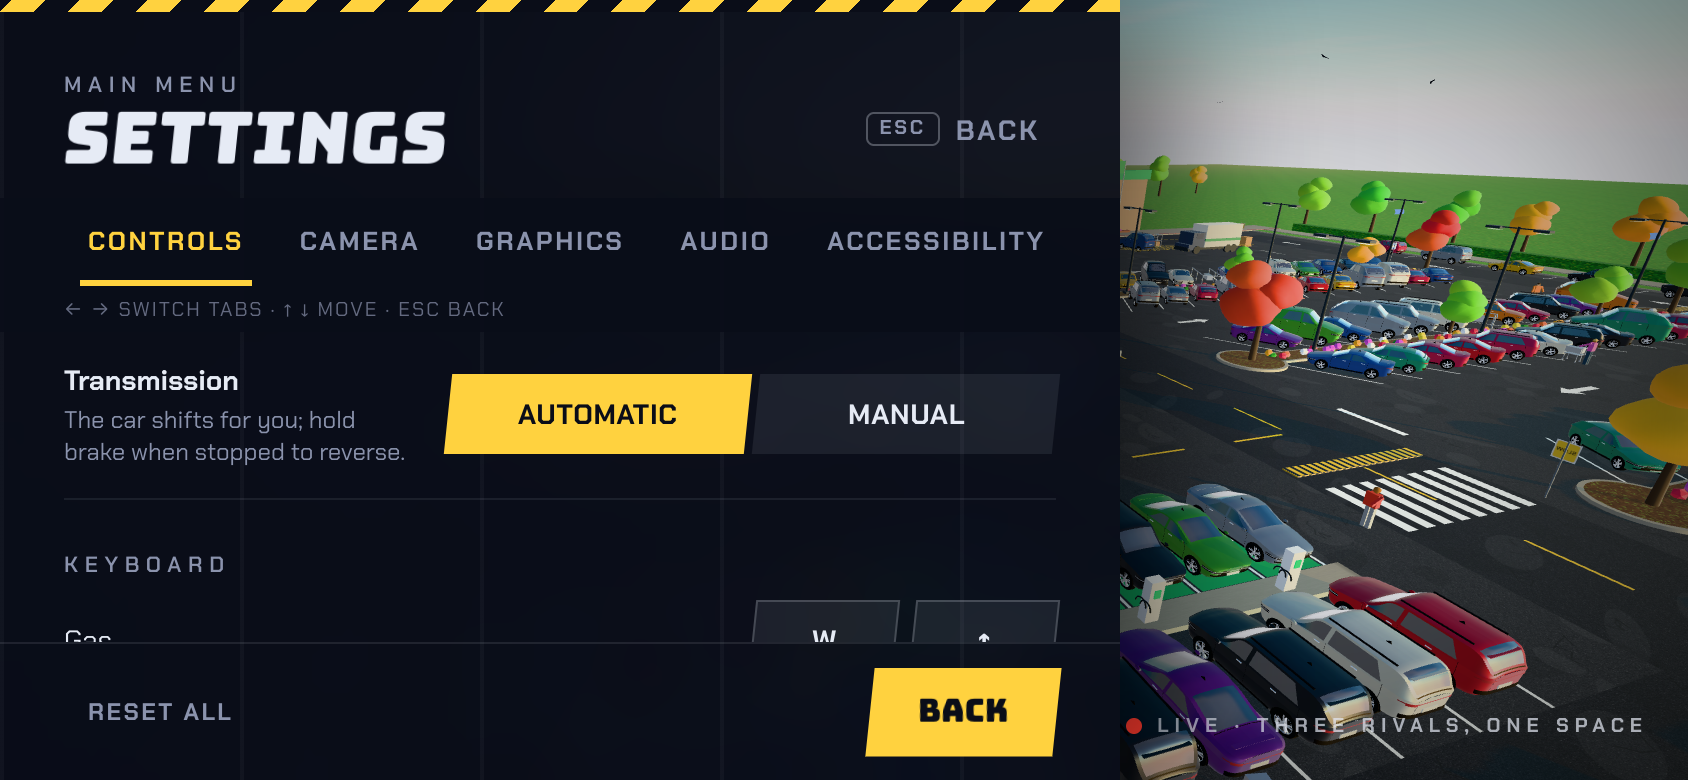 MAIN MENU
SETTINGS
ESC BACK
CONTROLS CAMERA GRAPHICS AUDIO ACCESSIBILITY
← → SWITCH TABS · ↑ ↓ MOVE · ESC BACK
Transmission
The car shifts for you; hold
brake when stopped to reverse.
AUTOMATIC MANUAL
KEYBOARD
Gas W ↑
RESET ALL BACK
LIVE · THREE RIVALS, ONE SPACE